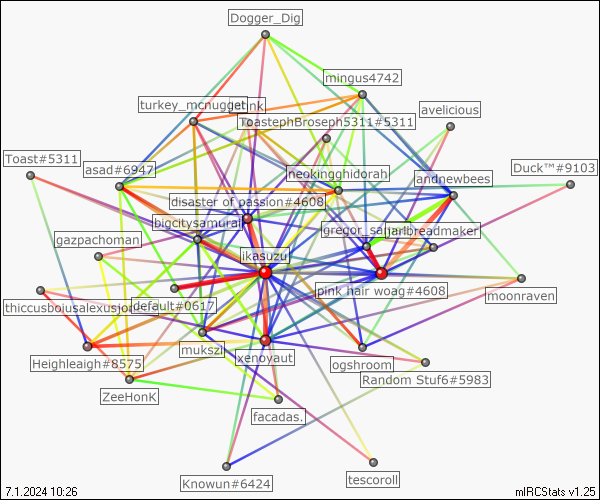 Dogger_Dig
mingus4742
turkey_mcnugget
nk
ToastephBroseph5311#5311
avelicious
Toast#5311
asad#6947
neokingghidorah
andnewbees
Duck™#9103
disaster of passion#4608
bigcitysamurai
gregor_sa
jarlbreadmaker
gazpachoman
ikasuzu
pink hair woag#4608
moonraven
thiccusboiusalexusjo
default#0617
mukszi
xenoyaut
ogshroom
Heighleaigh#8575
Random Stuf6#5983
ZeeHonK
facadas.
Knowun#6424
tescoroll
7.1.2024 10:26
mIRCStats v1.25